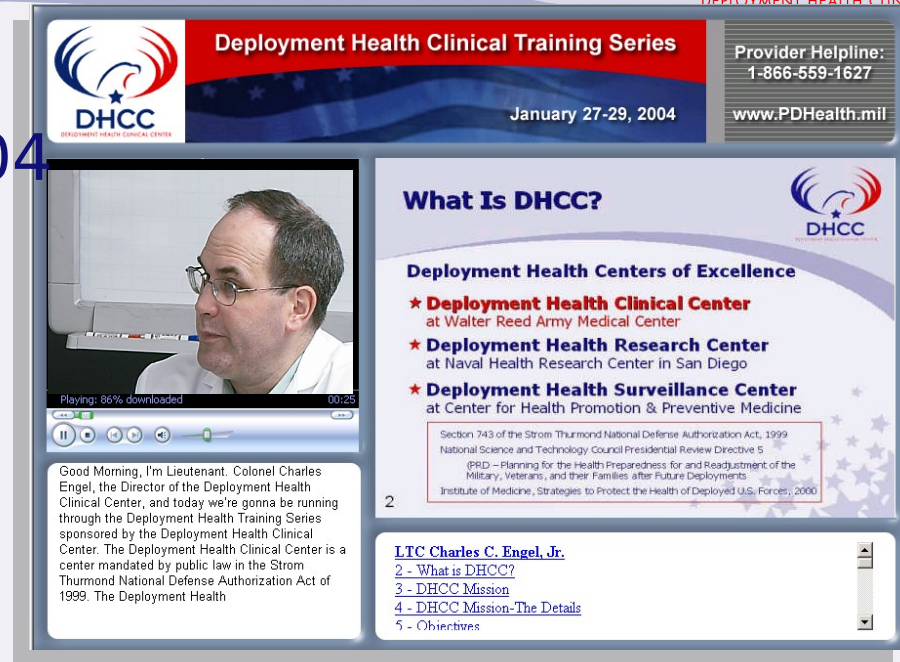 DEPLOYMENT HEALTH CLIN
Deployment Health Clinical Training Series
January 27-29, 2004
Provider Helpline:
1-866-559-1627
www.PDHealth.mil
DHCC
DEPLOYMENT HEALTH CLINICAL CENTER
04
Playing: 86% downloaded
00:25
Good Morning, I'm Lieutenant. Colonel Charles
Engel, the Director of the Deployment Health
Clinical Center, and today we're gonna be running
through the Deployment Health Training Series
sponsored by the Deployment Health Clinical
Center. The Deployment Health Clinical Center is a
center mandated by public law in the Strom
Thurmond National Defense Authorization Act of
1999. The Deployment Health
What Is DHCC?
DHCC
Deployment Health Centers of Excellence
Deployment Health Clinical Center
at Walter Reed Army Medical Center
Deployment Health Research Center
at Naval Health Research Center in San Diego
Deployment Health Surveillance Center
at Center for Health Promotion & Preventive Medicine
Section 743 of the Strom Thurmond National Defense Authorization Act, 1999
National Science and Technology Council Presidential Review Directive 5
(PRD – Planning for the Health Preparedness for and Readjustment of the
Military, Veterans, and their Families after Future Deployments
Institute of Medicine, Strategies to Protect the Health of Deployed U.S. Forces, 2000
2
LTC Charles C. Engel, Jr.
2 - What is DHCC?
3 - DHCC Mission
4 - DHCC Mission-The Details
5 - Objectives